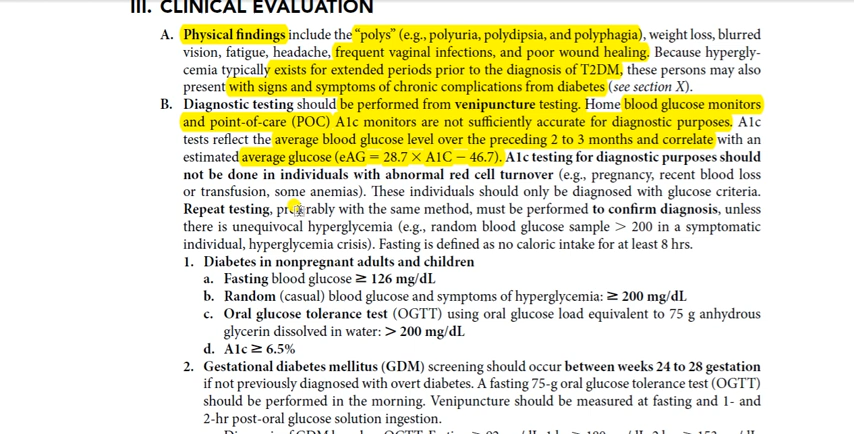 III. CLINICAL EVALUATION
A. Physical findings include the “polys” (e.g., polyuria, polydipsia, and polyphagia), weight loss, blurred
vision, fatigue, headache, frequent vaginal infections, and poor wound healing. Because hypergly-
cemia typically exists for extended periods prior to the diagnosis of T2DM, these persons may also
present with signs and symptoms of chronic complications from diabetes (see section X).
B. Diagnostic testing should be performed from venipuncture testing. Home blood glucose monitors
and point-of-care (POC) A1c monitors are not sufficiently accurate for diagnostic purposes. A1c
tests reflect the average blood glucose level over the preceding 2 to 3 months and correlate with an
estimated average glucose (eAG = 28.7 × A1C − 46.7). A1c testing for diagnostic purposes should
not be done in individuals with abnormal red cell turnover (e.g., pregnancy, recent blood loss
or transfusion, some anemias). These individuals should only be diagnosed with glucose criteria.
Repeat testing, preferably with the same method, must be performed to confirm diagnosis, unless
there is unequivocal hyperglycemia (e.g., random blood glucose sample > 200 in a symptomatic
individual, hyperglycemia crisis). Fasting is defined as no caloric intake for at least 8 hrs.
1. Diabetes in nonpregnant adults and children
a. Fasting blood glucose ≥ 126 mg/dL
b. Random (casual) blood glucose and symptoms of hyperglycemia: ≥ 200 mg/dL
c. Oral glucose tolerance test (OGTT) using oral glucose load equivalent to 75 g anhydrous
glycerin dissolved in water: > 200 mg/dL
d. A1c ≥ 6.5%
2. Gestational diabetes mellitus (GDM) screening should occur between weeks 24 to 28 gestation
if not previously diagnosed with overt diabetes. A fasting 75-g oral glucose tolerance test (OGTT)
should be performed in the morning. Venipuncture should be measured at fasting and 1- and
2-hr post-oral glucose solution ingestion.